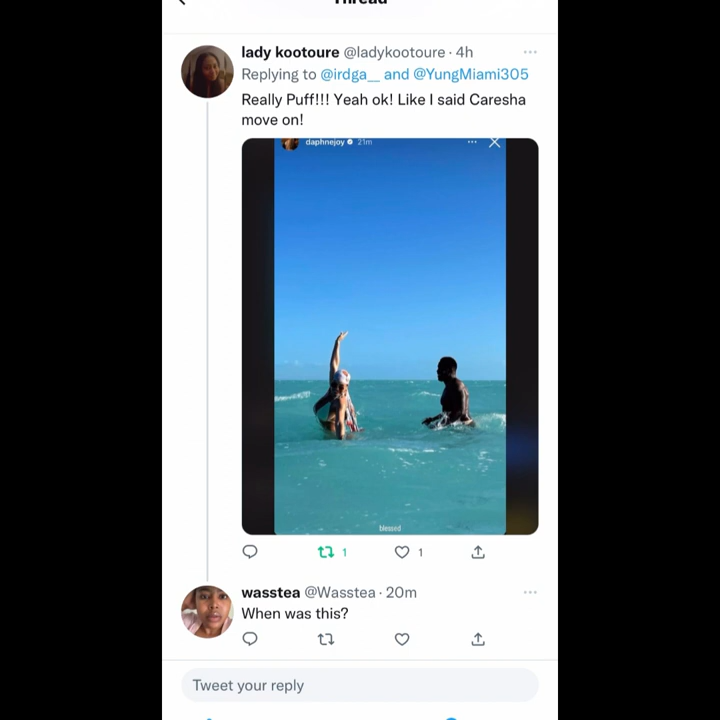 Thread
lady kootoure @ladykootoure · 4h
Replying to @irdga__ and @YungMiami305
Really Puff!!! Yeah ok! Like I said Caresha
move on!
daphnejoy 21m
blessed
1 1
wasstea @Wasstea · 20m
When was this?
Tweet your reply